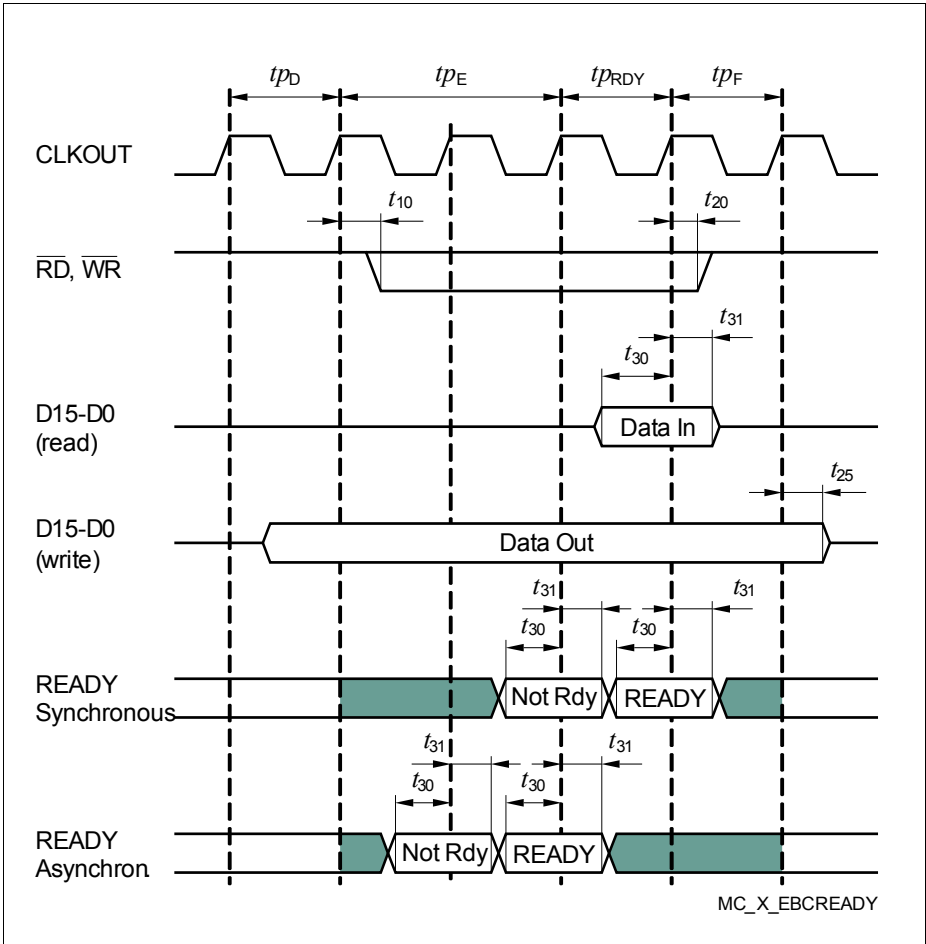 tpD tpE tpRDY tpF
CLKOUT
t10 t20
RD, WR
t31
t30
D15-D0
(read)
Data In
t25
D15-D0
(write)
Data Out
t31 t31
t30 t30
READY
Synchronous
Not Rdy READY
t31 t31
t30 t30
READY
Asynchron.
Not Rdy READY
MC_X_EBCREADY